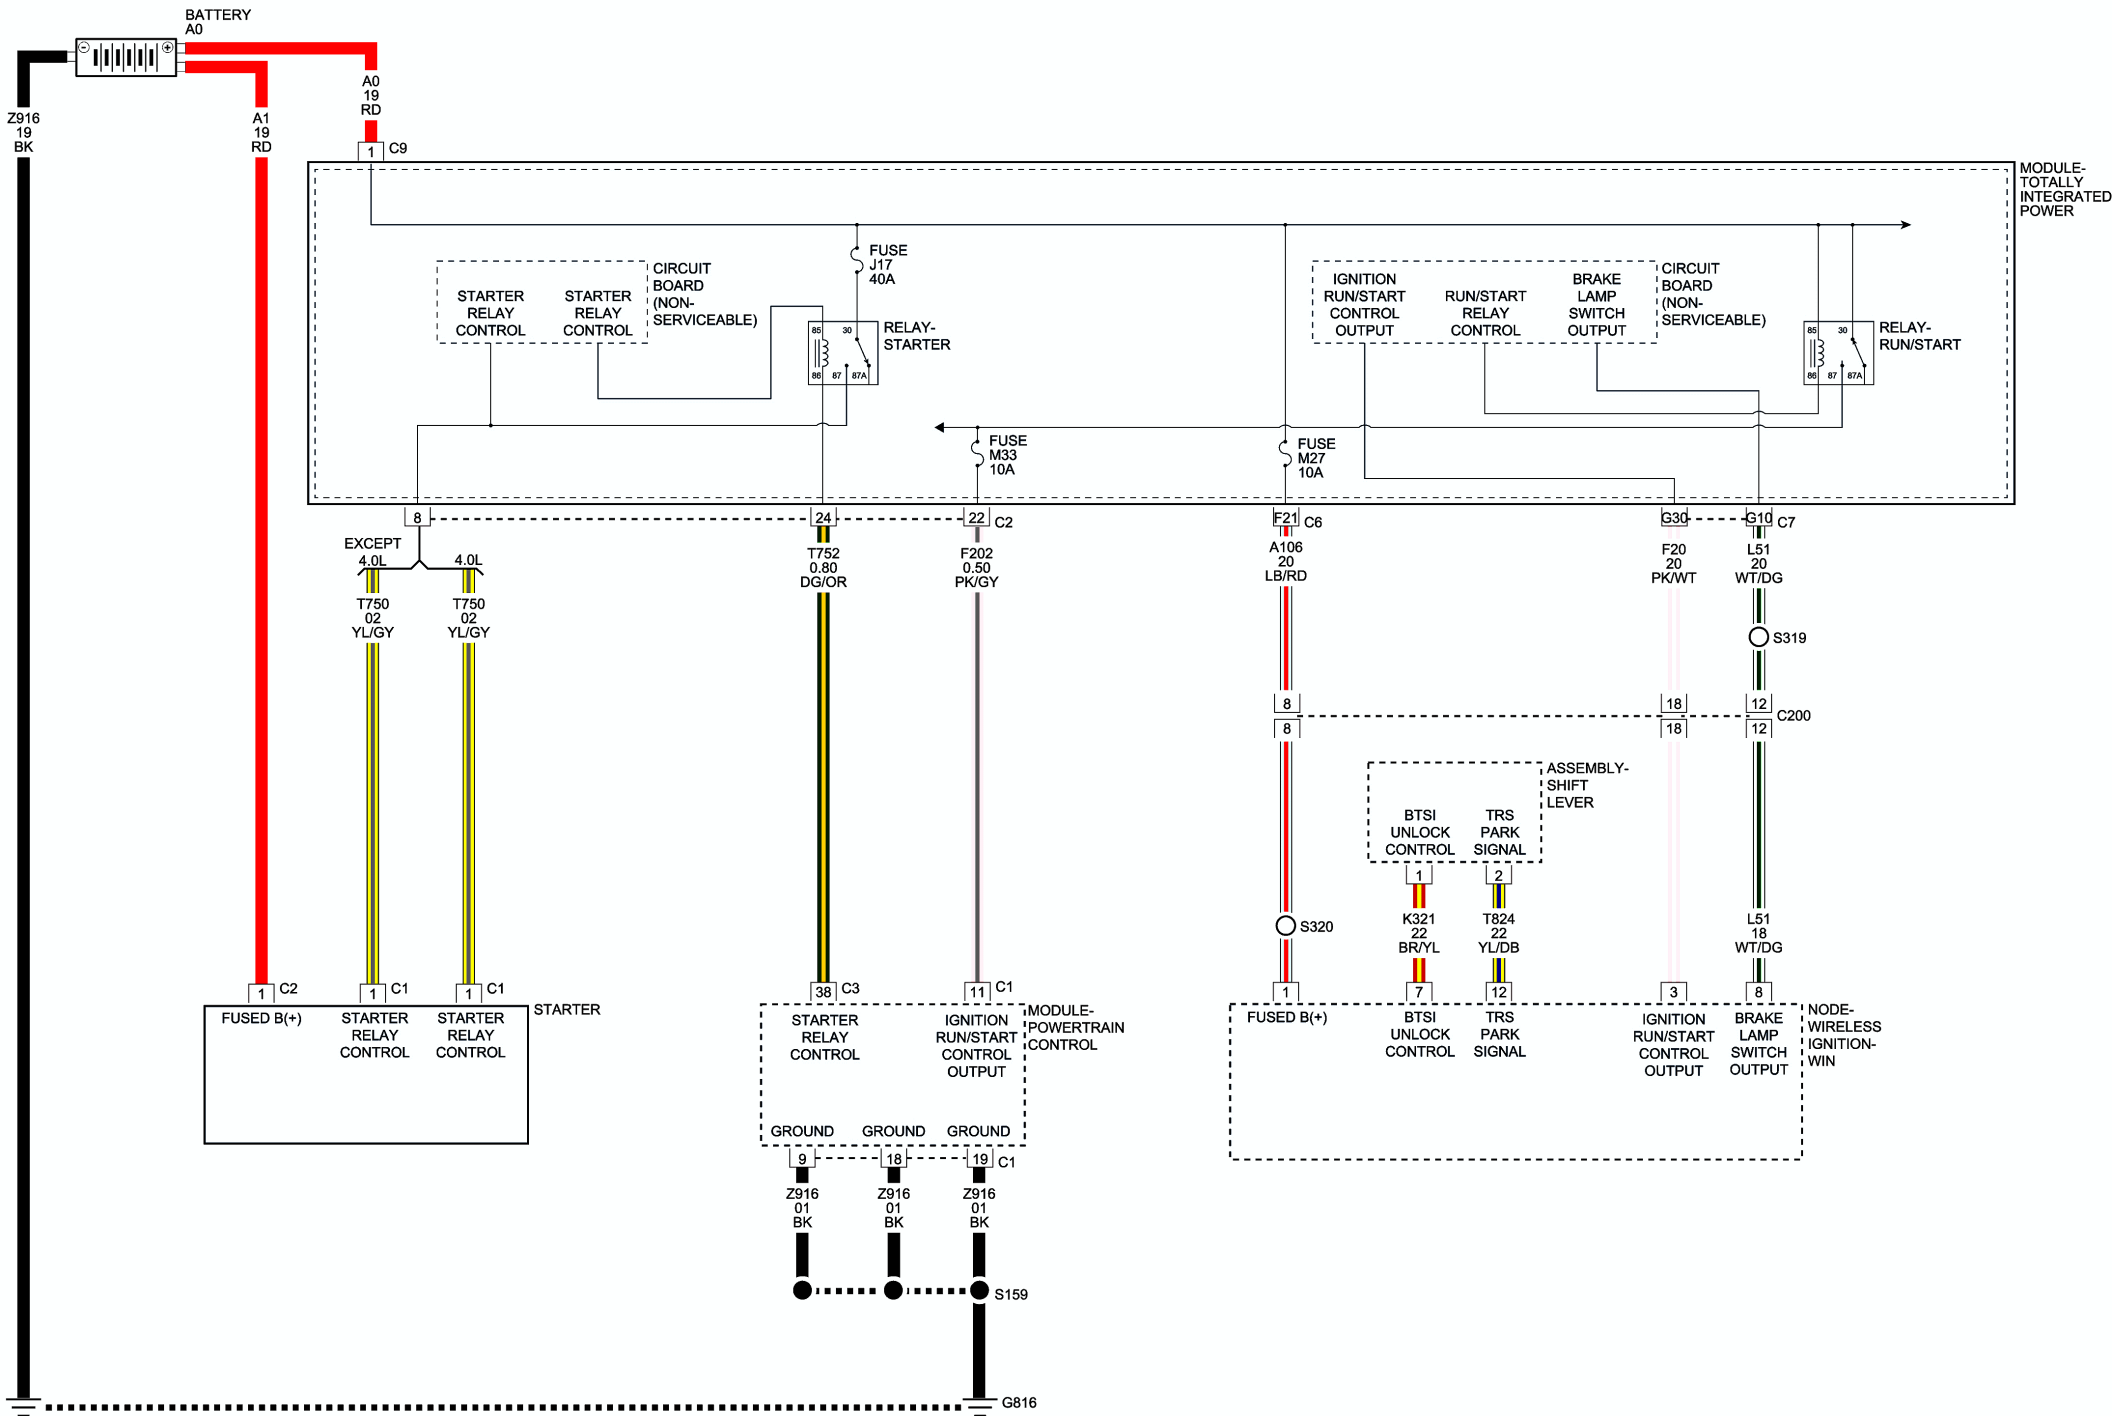 BATTERY
A0
A0
19
RD
Z916
19
BK
A1
19
RD
1 C9
MODULE-
TOTALLY
INTEGRATED
POWER
FUSE
J17
40A
CIRCUIT
BOARD
(NON-
SERVICEABLE)
STARTER
RELAY
CONTROL
STARTER
RELAY
CONTROL
85 30
86 87 87A
RELAY-
STARTER
IGNITION
RUN/START
CONTROL
OUTPUT
RUN/START
RELAY
CONTROL
BRAKE
LAMP
SWITCH
OUTPUT
CIRCUIT
BOARD
(NON-
SERVICEABLE)
85 30
86 87 87A
RELAY-
RUN/START
FUSE
M33
10A
FUSE
M27
10A
8 24 22 C2
F21 C6
G30 G10 C7
EXCEPT
4.0L
4.0L
T750
02
YL/GY
T750
02
YL/GY
T752
0.80
DG/OR
F202
0.50
PK/GY
A106
20
LB/RD
F20
20
PK/WT
L51
20
WT/DG
S319
8 18 12
C200
8 18 12
ASSEMBLY-
SHIFT
LEVER
BTSI
UNLOCK
CONTROL
TRS
PARK
SIGNAL
1 2
K321
22
BR/YL
T824
22
YL/DB
S320
L51
18
WT/DG
1 C2
1 C1
1 C1
STARTER
FUSED B(+)
STARTER
RELAY
CONTROL
STARTER
RELAY
CONTROL
38 C3
11 C1
MODULE-
POWERTRAIN
CONTROL
STARTER
RELAY
CONTROL
IGNITION
RUN/START
CONTROL
OUTPUT
GROUND GROUND GROUND
9 18 19 C1
Z916
01
BK
Z916
01
BK
Z916
01
BK
S159
G816
1 7 12 3 8
NODE-
WIRELESS
IGNITION-
WIN
FUSED B(+)
BTSI
UNLOCK
CONTROL
TRS
PARK
SIGNAL
IGNITION
RUN/START
CONTROL
OUTPUT
BRAKE
LAMP
SWITCH
OUTPUT